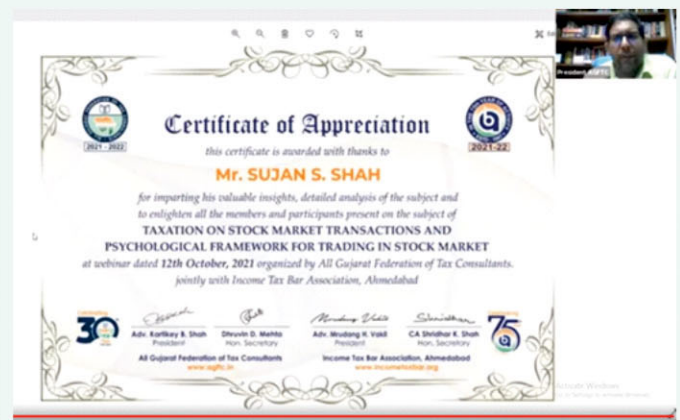 President AGFTC
2021 - 2022
2021-22
Certificate of Appreciation
this certificate is awarded with thanks to
Mr. SUJAN S. SHAH
for imparting his valuable insights, detailed analysis of the subject and
to enlighten all the members and participants present on the subject of
TAXATION ON STOCK MARKET TRANSACTIONS AND
PSYCHOLOGICAL FRAMEWORK FOR TRADING IN STOCK MARKET
at webinar dated 12th October, 2021 organized by All Gujarat Federation of Tax Consultants.
jointly with Income Tax Bar Association, Ahmedabad
30
75
Adv. Kartikey B. Shah
President
Dhruvin D. Mehta
Hon. Secretary
Adv. Mrudang H. Vakil
President
CA Shridhar K. Shah
Hon. Secretary
All Gujarat Federation of Tax Consultants
www.agftc.in
Income Tax Bar Association, Ahmedabad
www.incometaxbar.org
Activate Windows